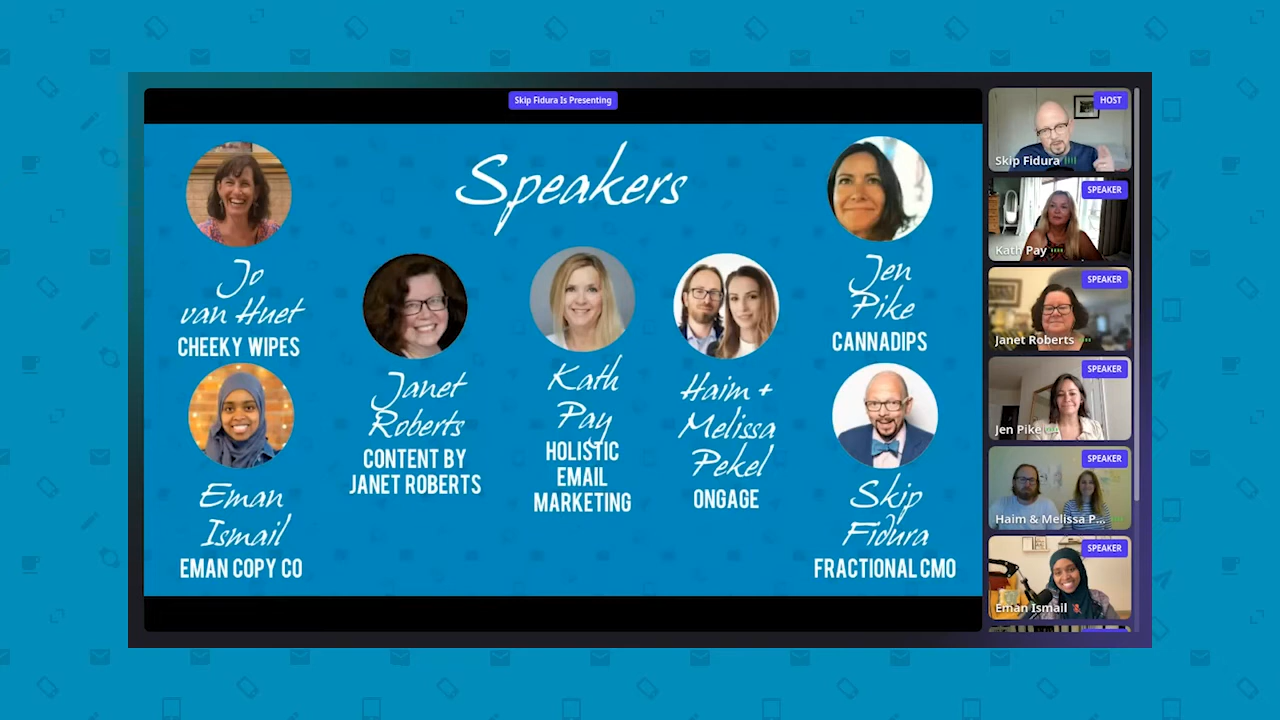 Skip Fidura Is Presenting
Speakers
Jo
van Huet
CHEEKY WIPES
Janet
Roberts
CONTENT BY
JANET ROBERTS
Kath
Pay
HOLISTIC
EMAIL
MARKETING
Haim +
Melissa
Pekel
ONGAGE
Jen
Pike
CANNADIPS
Eman
Ismail
EMAN COPY CO
Skip
Fidura
FRACTIONAL CMO
HOST
Skip Fidura
SPEAKER
Kath Pay
SPEAKER
Janet Roberts
SPEAKER
Jen Pike
SPEAKER
Haim & Melissa P...
SPEAKER
Eman Ismail